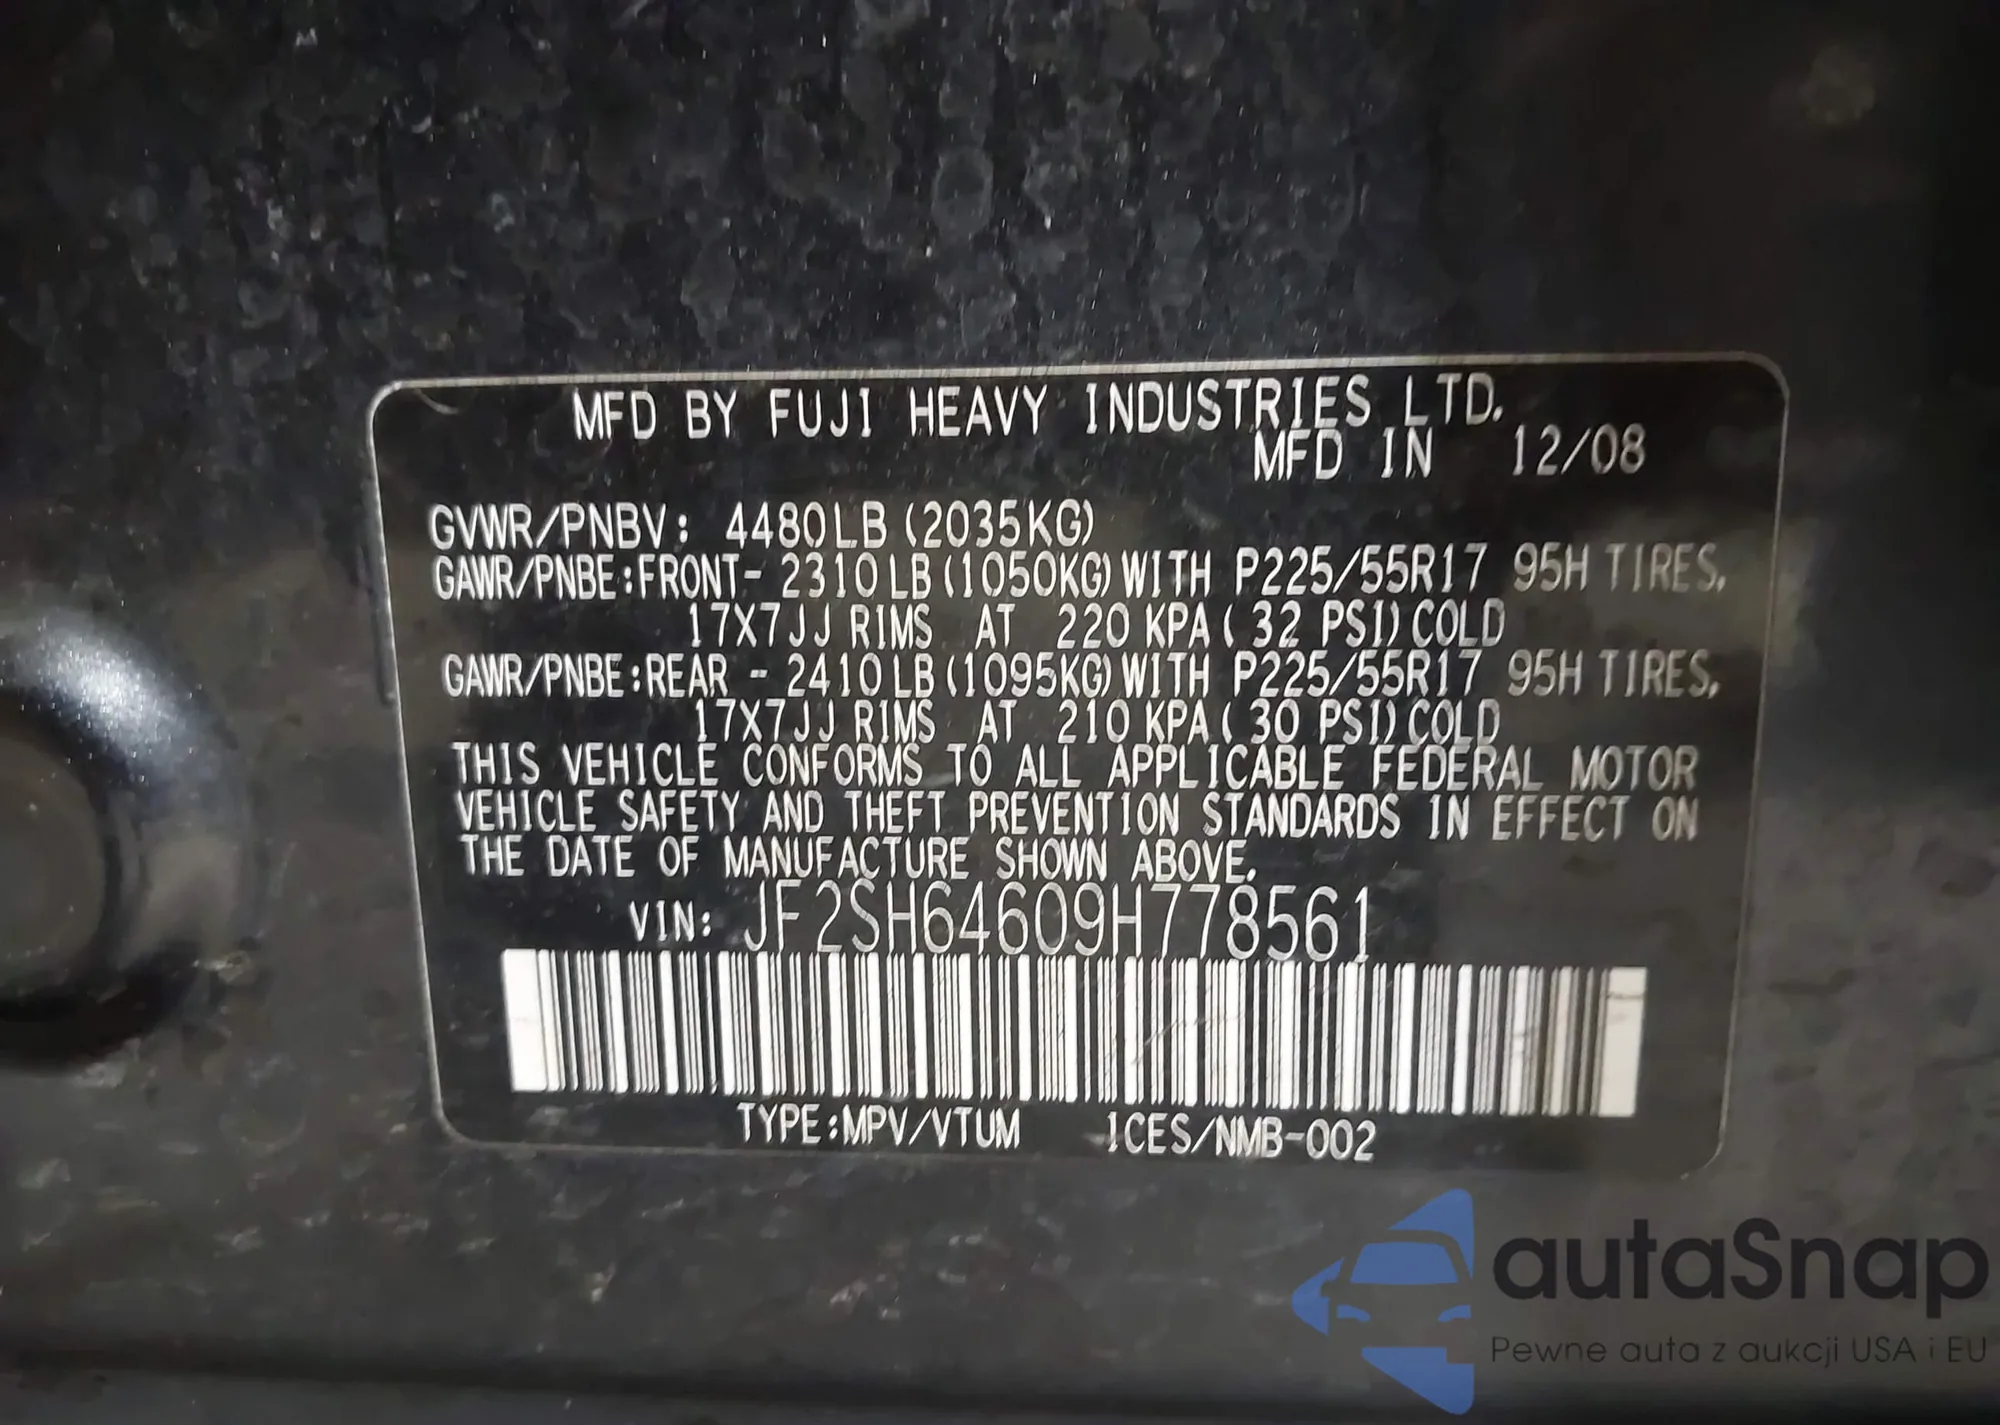 MFD BY FUJI HEAVY INDUSTRIES LTD.
MFD IN 12/08
GVWR/PNBV: 4480LB (2035KG)
GAWR/PNBE:FRONT- 2310LB (1050KG) WITH P225/55R17 95H TIRES,
17X7JJ RIMS AT 220 KPA ( 32 PSI) COLD
GAWR/PNBE:REAR - 2410LB (1095KG) WITH P225/55R17 95H TIRES,
17X7JJ RIMS AT 210 KPA ( 30 PSI) COLD
THIS VEHICLE CONFORMS TO ALL APPLICABLE FEDERAL MOTOR
VEHICLE SAFETY AND THEFT PREVENTION STANDARDS IN EFFECT ON
THE DATE OF MANUFACTURE SHOWN ABOVE.
VIN: JF2SH64609H778561
TYPE:MPV/VTUM ICES/NMB-002
autaSnap
Pewne auta z aukcji USA i EU